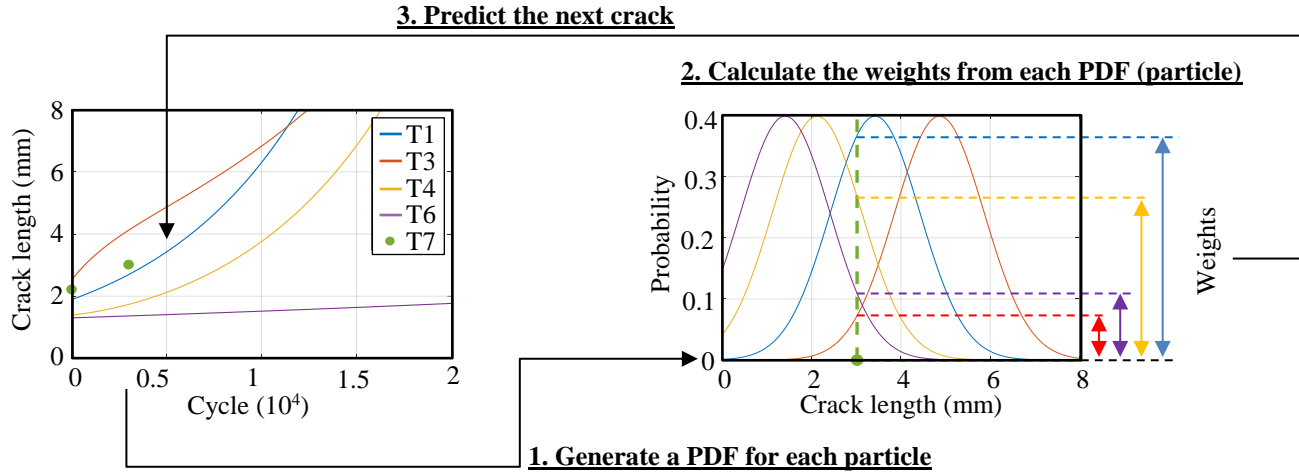 3. Predict the next crack
2. Calculate the weights from each PDF (particle)
Crack length (mm)
8
6
4
2
0
0
0.5
1
1.5
2
Cycle (10⁴)
T1
T3
T4
T6
T7
Probability
0.4
0.3
0.2
0.1
0
0
2
4
6
8
Crack length (mm)
Weights
1. Generate a PDF for each particle